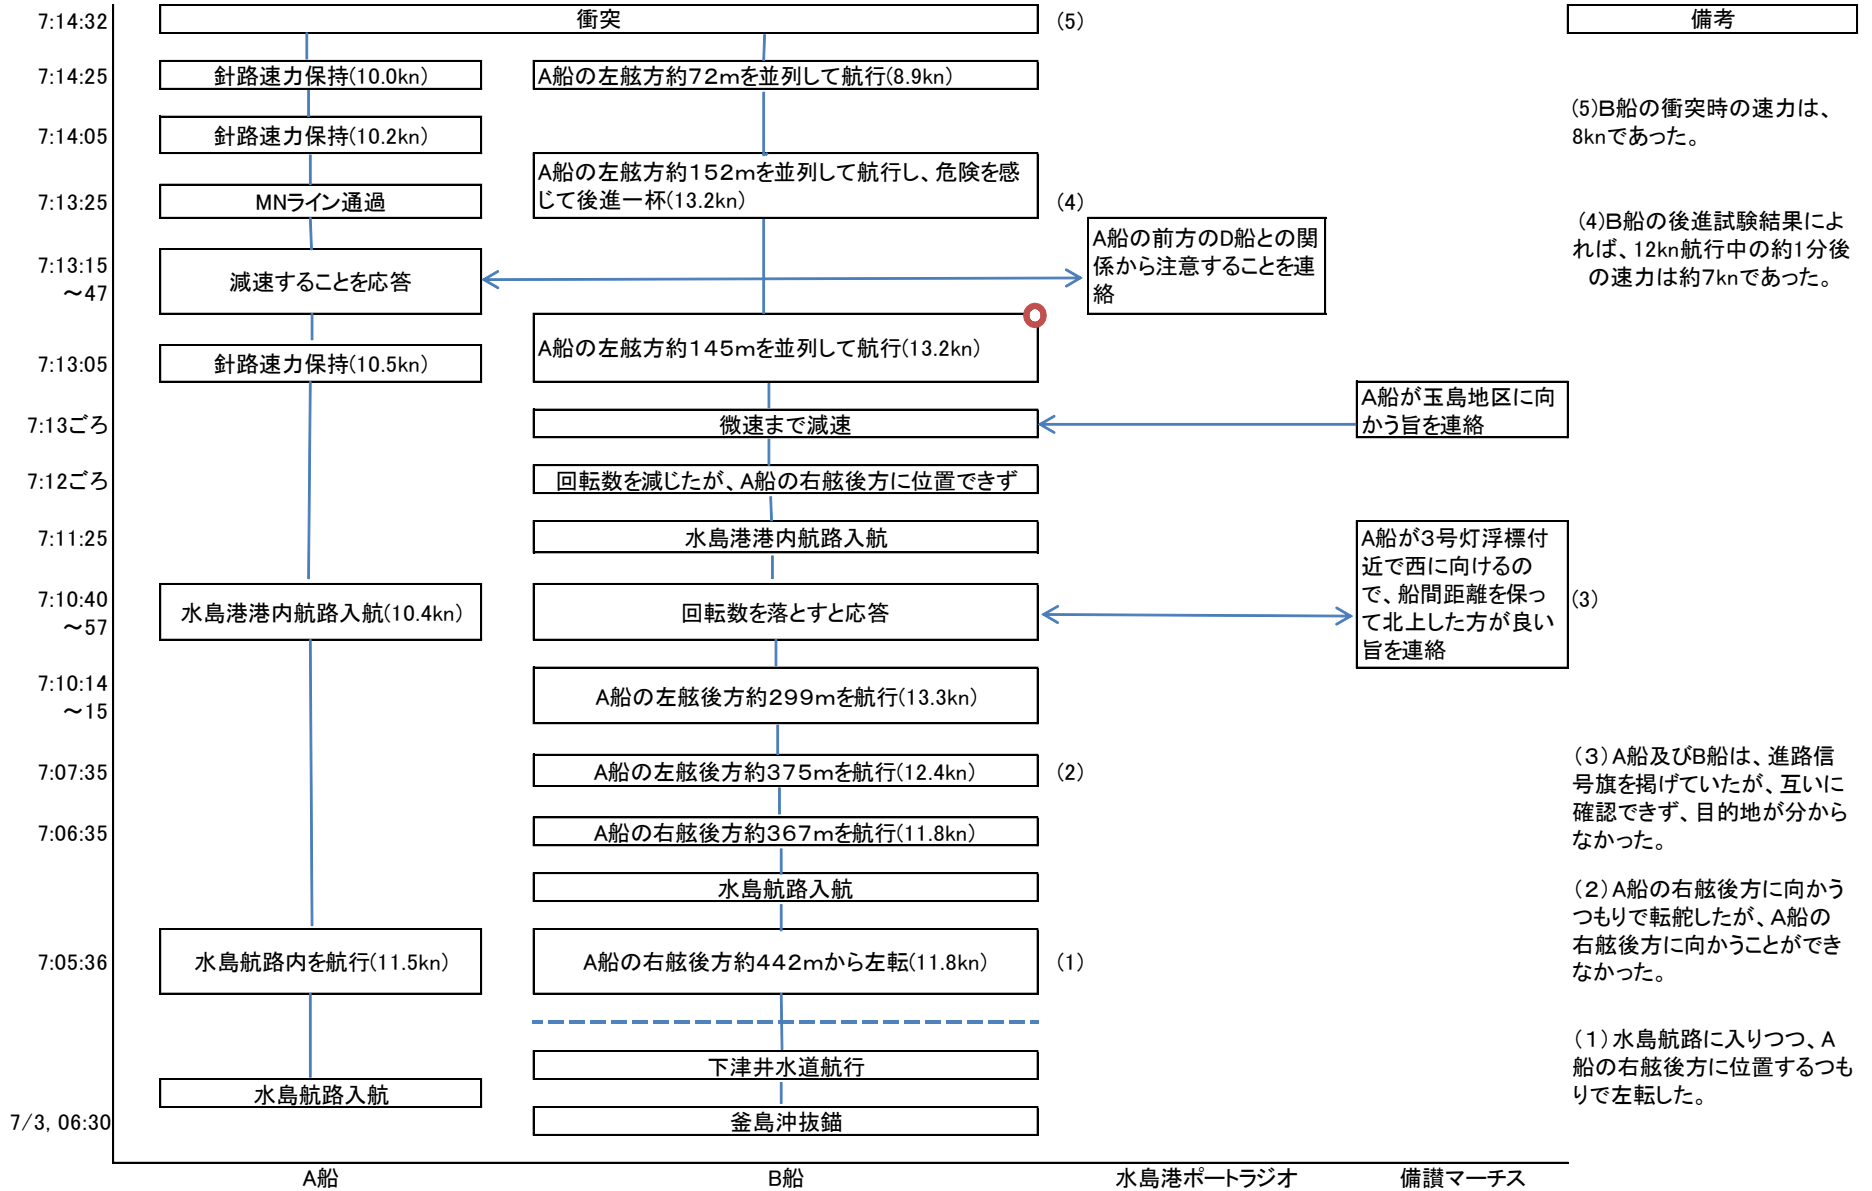 7:14:32
衝突
(5)
備考
7:14:25
針路速力保持(10.0kn)
A船の左舷方約72mを並列して航行(8.9kn)
(5)B船の衝突時の速力は、
8knであった。
7:14:05
針路速力保持(10.2kn)
A船の左舷方約152mを並列して航行し、危険を感
じて後進一杯(13.2kn)
7:13:25
MNライン通過
(4)
(4)B船の後進試験結果によ
れば、12kn航行中の約1分後
の速力は約7knであった。
A船の前方のD船との関
係から注意することを連
絡
7:13:15
～47
減速することを応答
A船の左舷方約145mを並列して航行(13.2kn)
7:13:05
針路速力保持(10.5kn)
A船が玉島地区に向
かう旨を連絡
7:13ごろ
微速まで減速
7:12ごろ
回転数を減じたが、A船の右舷後方に位置できず
7:11:25
水島港港内航路入航
A船が3号灯浮標付
近で西に向けるの
で、船間距離を保っ
て北上した方が良い
旨を連絡
(3)
7:10:40
～57
水島港港内航路入航(10.4kn)
回転数を落とすと応答
7:10:14
～15
A船の左舷後方約299mを航行(13.3kn)
7:07:35
A船の左舷後方約375mを航行(12.4kn)
(2)
(3)A船及びB船は、進路信
号旗を掲げていたが、互いに
確認できず、目的地が分から
なかった。
7:06:35
A船の右舷後方約367mを航行(11.8kn)
水島航路入航
(2)A船の右舷後方に向かう
つもりで転舵したが、A船の
右舷後方に向かうことができ
なかった。
7:05:36
水島航路内を航行(11.5kn)
A船の右舷後方約442mから左転(11.8kn)
(1)
(1)水島航路に入りつつ、A
船の右舷後方に位置するつも
りで左転した。
下津井水道航行
水島航路入航
7/3, 06:30
釜島沖抜錨
A船
B船
水島港ポートラジオ
備讃マーチス